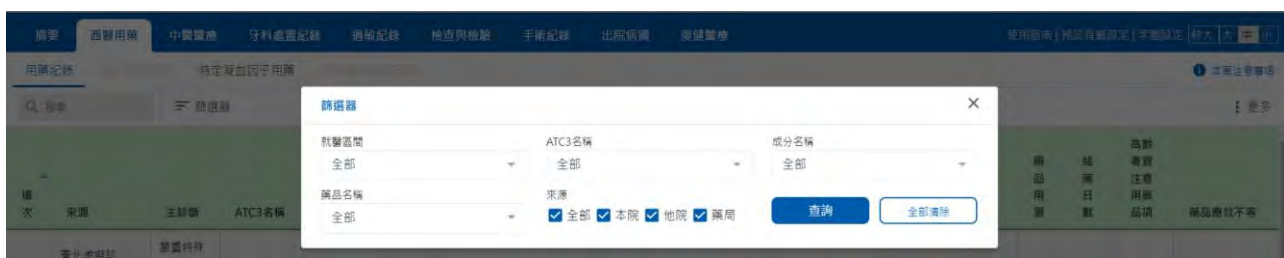 摘要 西醫用藥 中醫醫療 牙科處置紀錄 過敏紀錄 檢查與檢驗 手術紀錄 出院病摘 復健醫療 使用指南 | 預設頁籤設定 | 字體設定 特大 大 中 小
用藥紀錄 特定凝血因子用藥 本頁注意事項
搜尋 篩選器 更多
篩選器
就醫區間 ATC3名稱 成分名稱
全部 全部 全部
藥品名稱 來源
全部 全部 本院 他院 藥局 查詢 全部清除
項次 來源 主診斷 ATC3名稱 藥品用量 給藥日數 高齡者宜注意用藥品項 藥品療效不等